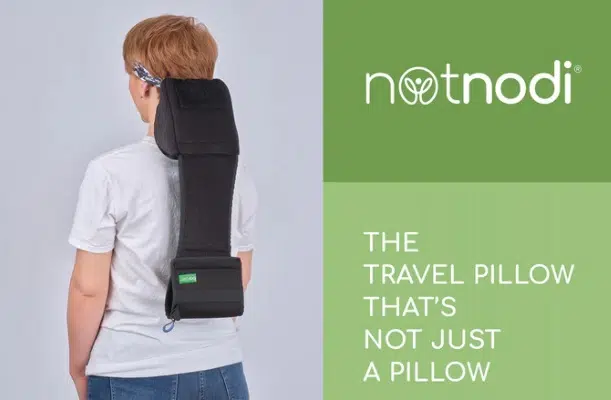 notnodi®
THE
TRAVEL PILLOW
THAT'S
NOT JUST
A PILLOW